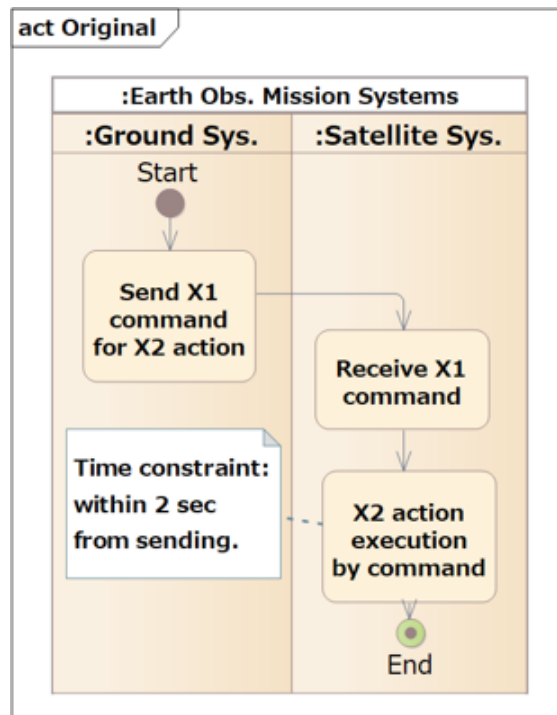 act Original
:Earth Obs. Mission Systems
:Ground Sys.
:Satellite Sys.
Start
Send X1
command
for X2 action
Receive X1
command
Time constraint:
within 2 sec
from sending.
X2 action
execution
by command
End